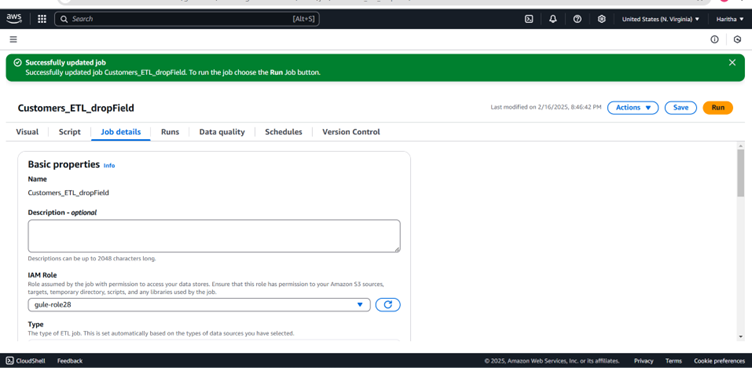 aws
Search
[Alt+S]
United States (N. Virginia)
Haritha
Successfully updated job
Successfully updated job Customers_ETL_dropField. To run the job choose the Run Job button.
Customers_ETL_dropField
Last modified on 2/16/2025, 8:46:42 PM
Actions
Save
Run
Visual
Script
Job details
Runs
Data quality
Schedules
Version Control
Basic properties Info
Name
Customers_ETL_dropField
Description - optional
Descriptions can be up to 2048 characters long.
IAM Role
Role assumed by the job with permission to access your data stores. Ensure that this role has permission to your Amazon S3 sources,
targets, temporary directory, scripts, and any libraries used by the job.
gule-role28
Type
The type of ETL job. This is set automatically based on the types of data sources you have selected.
CloudShell
Feedback
© 2025, Amazon Web Services, Inc. or its affiliates.
Privacy
Terms
Cookie preferences